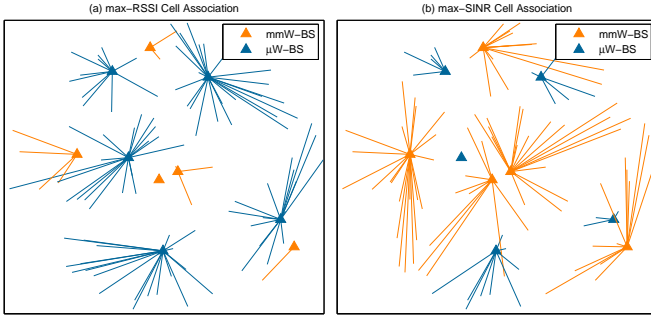 (a) max−RSSI Cell Association
mmW−BS
µW−BS
(b) max−SINR Cell Association
mmW−BS
µW−BS